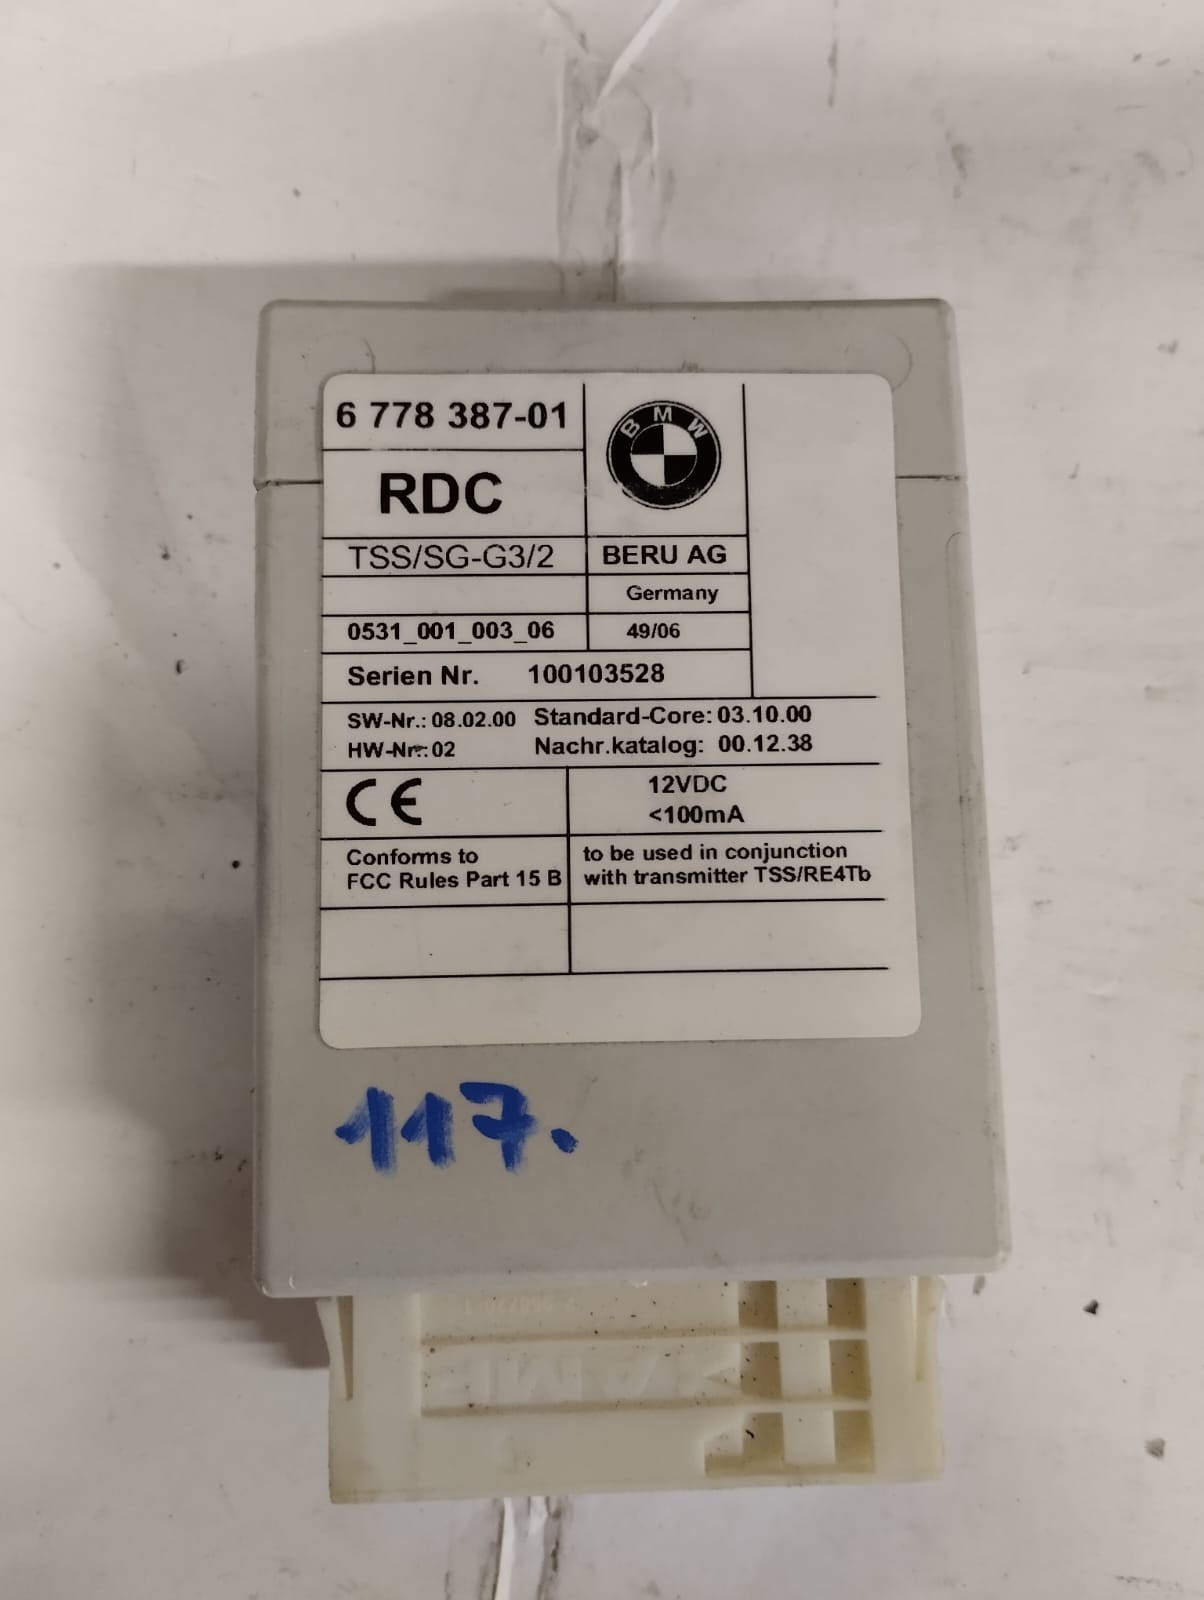 6 778 387-01
BMW
RDC
TSS/SG-G3/2
BERU AG
Germany
0531_001_003_06
49/06
Serien Nr. 100103528
SW-Nr.: 08.02.00 Standard-Core: 03.10.00
HW-Nr.: 02 Nachr.katalog: 00.12.38
CE
12VDC
<100mA
Conforms to
FCC Rules Part 15 B
to be used in conjunction
with transmitter TSS/RE4Tb
117.
AMP